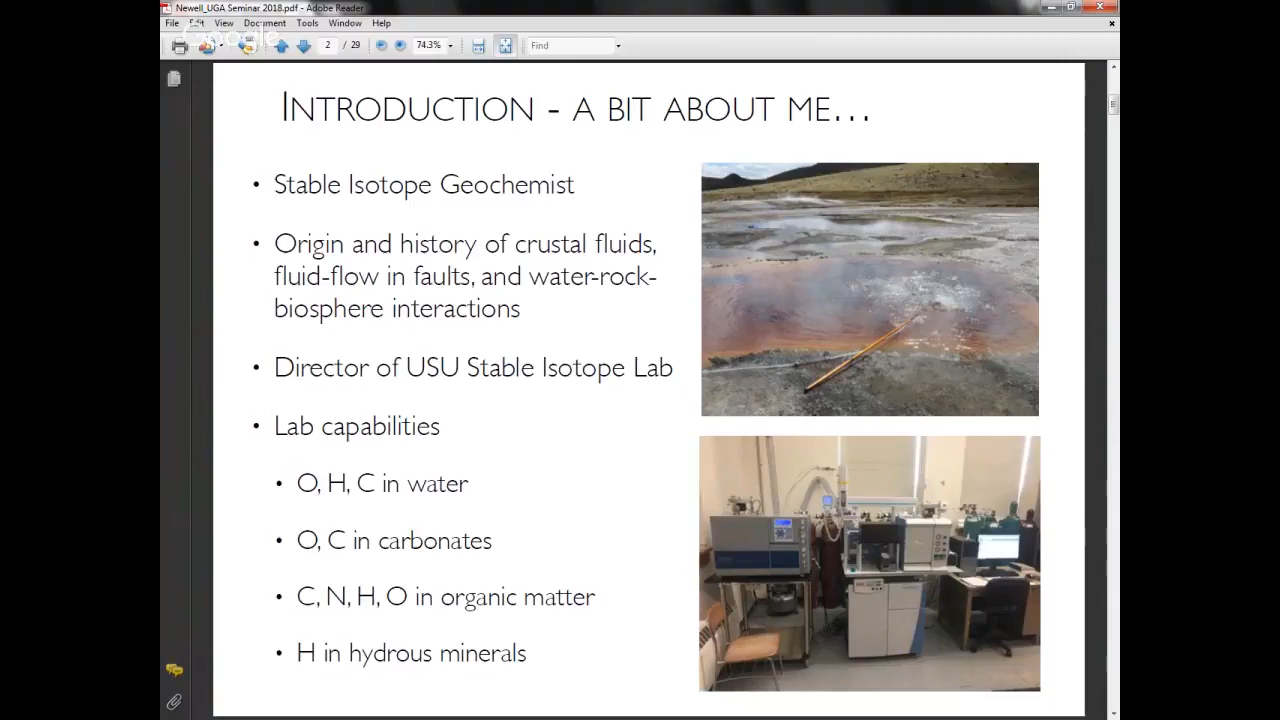 Newell_UGA Seminar 2018.pdf - Adobe Reader
File Edit View Document Tools Window Help
Google
2 / 29 74.3% Find
INTRODUCTION - A BIT ABOUT ME...
• Stable Isotope Geochemist
• Origin and history of crustal fluids,
fluid-flow in faults, and water-rock-
biosphere interactions
• Director of USU Stable Isotope Lab
• Lab capabilities
• O, H, C in water
• O, C in carbonates
• C, N, H, O in organic matter
• H in hydrous minerals